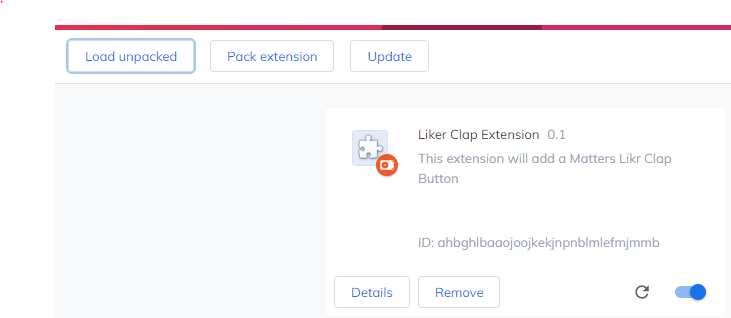 Load unpacked
Pack extension
Update
Liker Clap Extension 0.1
This extension will add a Matters Likr Clap
Button
ID: ahbghlbaaojoojkekjnpnblmlefmjmmb
Details
Remove